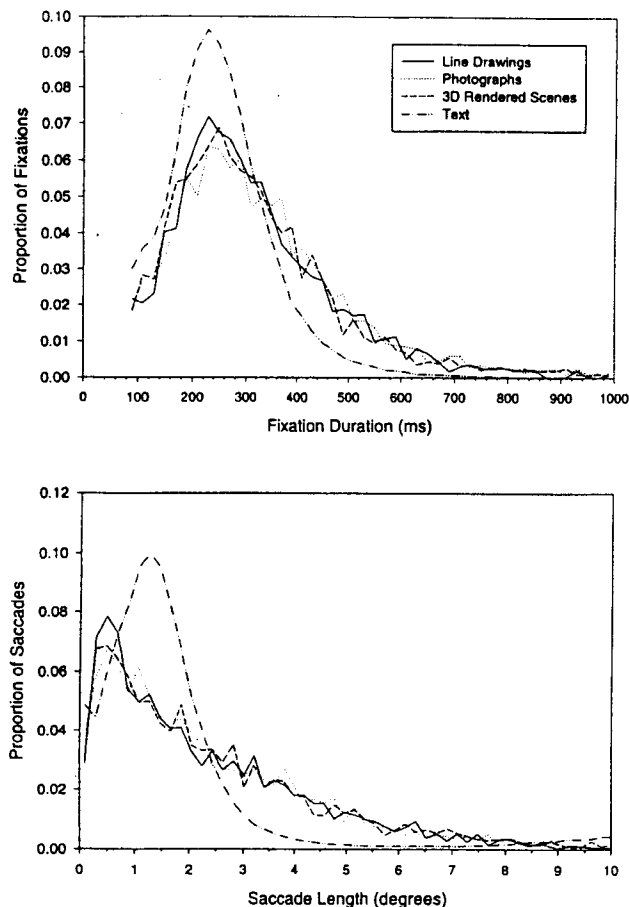 0.10
0.09
0.08
0.07
0.06
0.05
0.04
0.03
0.02
0.01
0.00
Proportion of Fixations
Line Drawings
Photographs
3D Rendered Scenes
Text
0 100 200 300 400 500 600 700 800 900 1000
Fixation Duration (ms)
0.12
0.10
0.08
0.06
0.04
0.02
0.00
Proportion of Saccades
0 1 2 3 4 5 6 7 8 9 10
Saccade Length (degrees)